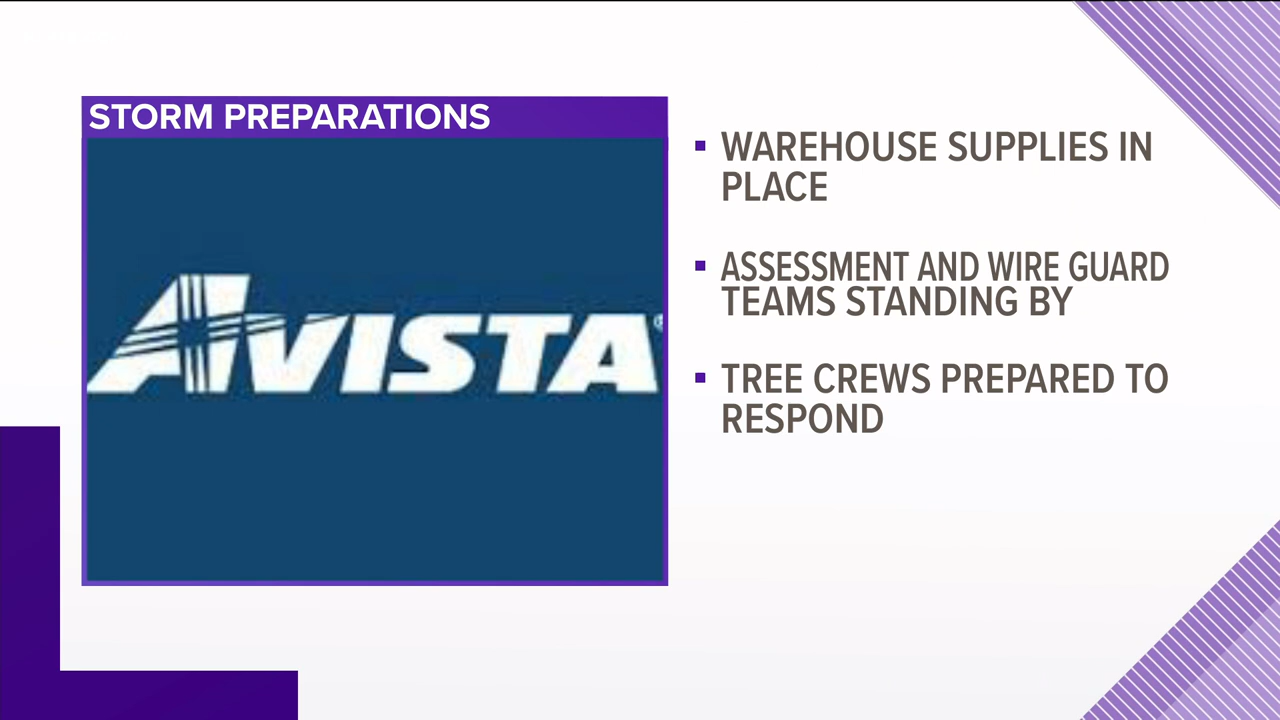 STORM PREPARATIONS
AVISTA
WAREHOUSE SUPPLIES IN
PLACE
ASSESSMENT AND WIRE GUARD
TEAMS STANDING BY
TREE CREWS PREPARED TO
RESPOND